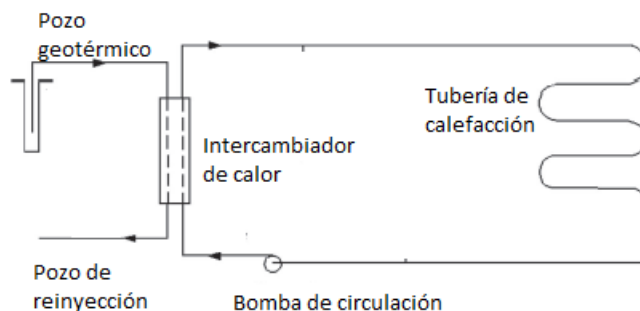 Pozo
geotérmico
Tubería de
calefacción
Intercambiador
de calor
Pozo de
reinyección
Bomba de circulación